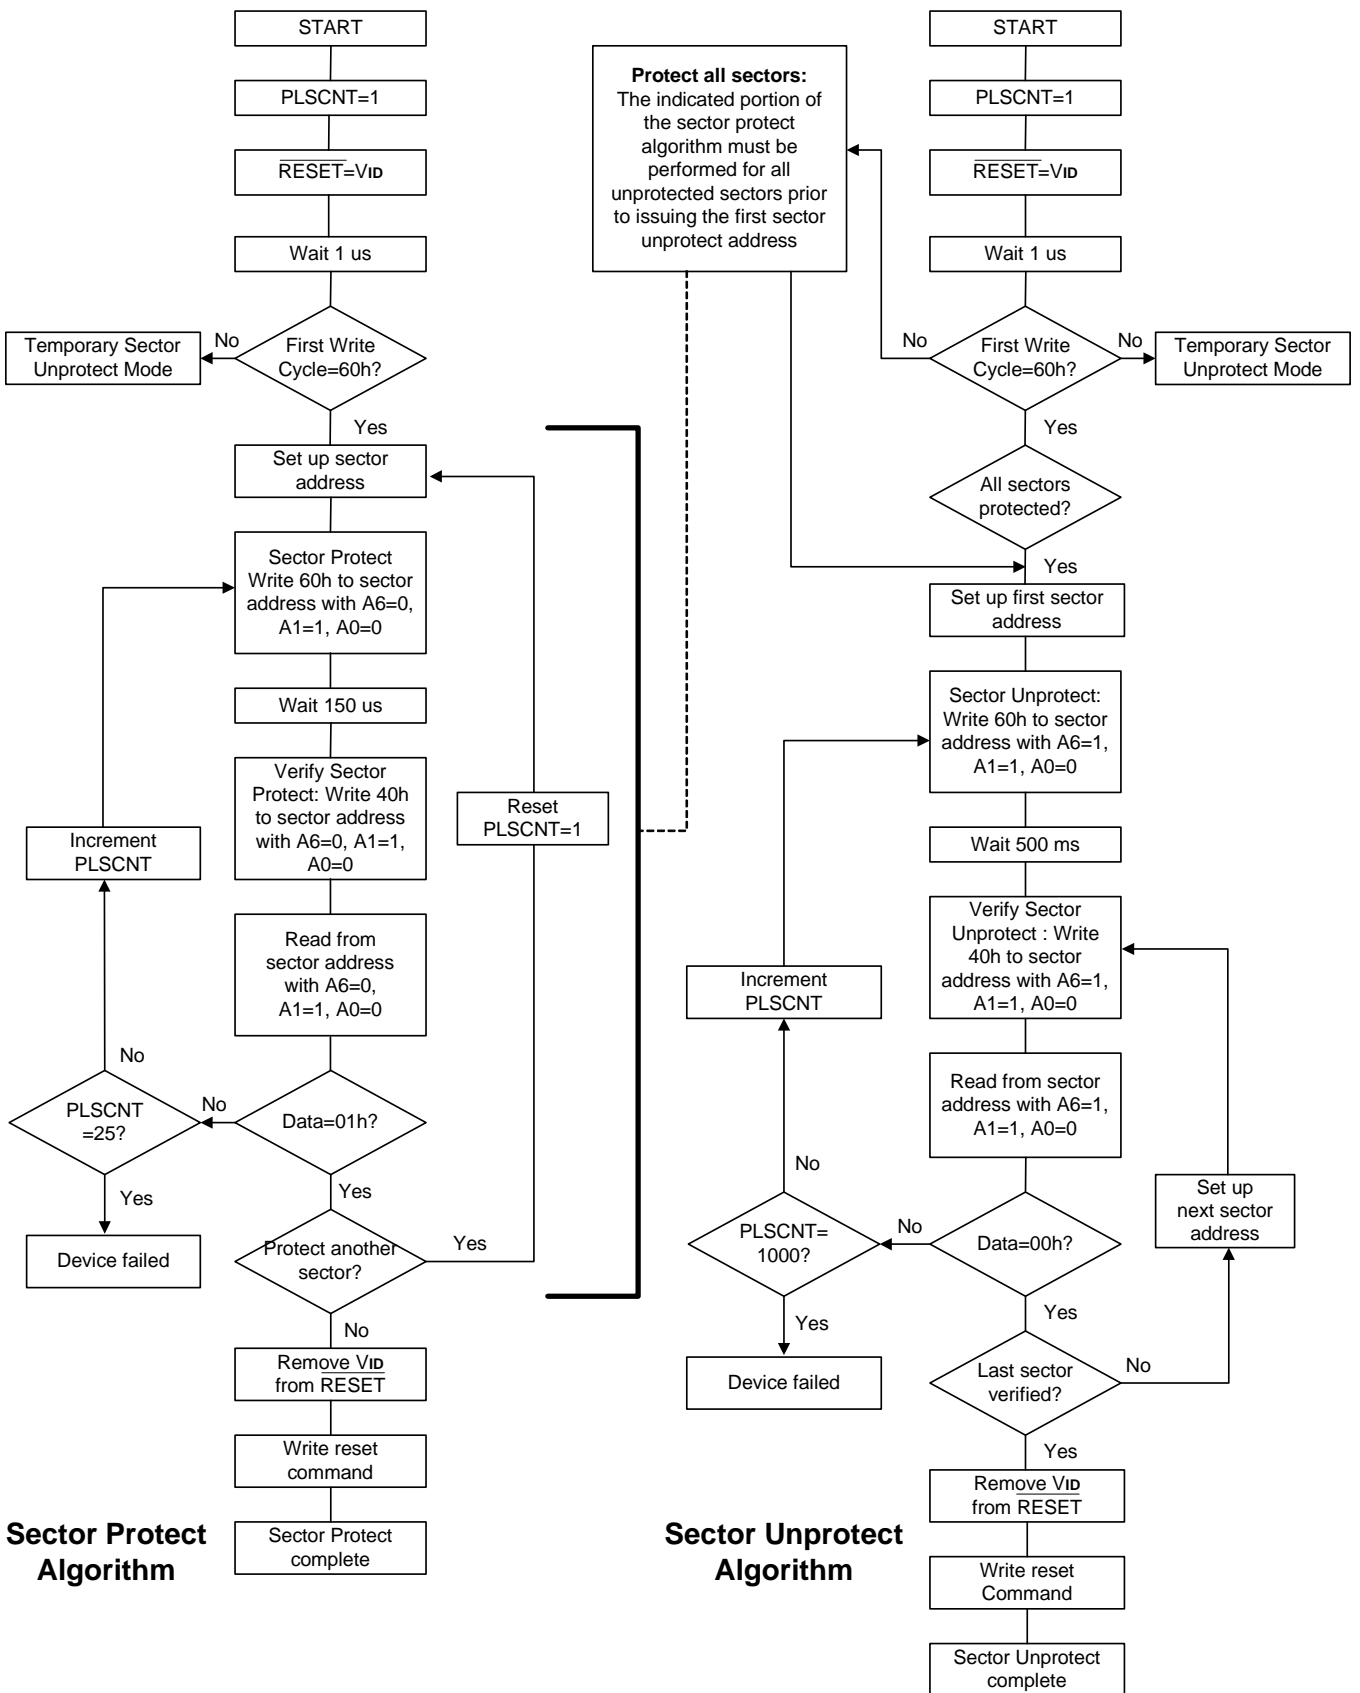 START
PLSCNT=1
RESET=VID
Wait 1 us
First Write
Cycle=60h?
No
Temporary Sector
Unprotect Mode
Yes
Set up sector
address
Sector Protect
Write 60h to sector
address with A6=0,
A1=1, A0=0
Wait 150 us
Verify Sector
Protect: Write 40h
to sector address
with A6=0, A1=1,
A0=0
Reset
PLSCNT=1
Increment
PLSCNT
Read from
sector address
with A6=0,
A1=1, A0=0
No
PLSCNT
=25?
No
Data=01h?
Yes
Yes
Device failed
Protect another
sector?
Yes
No
Remove VID
from RESET
Write reset
command
Sector Protect
complete
Sector Protect
Algorithm
Protect all sectors:
The indicated portion of
the sector protect
algorithm must be
performed for all
unprotected sectors prior
to issuing the first sector
unprotect address
START
PLSCNT=1
RESET=VID
Wait 1 us
No
First Write
Cycle=60h?
No
Temporary Sector
Unprotect Mode
Yes
All sectors
protected?
Yes
Set up first sector
address
Sector Unprotect:
Write 60h to sector
address with A6=1,
A1=1, A0=0
Wait 500 ms
Verify Sector
Unprotect : Write
40h to sector
address with A6=1,
A1=1, A0=0
Increment
PLSCNT
Read from sector
address with A6=1,
A1=1, A0=0
No
Set up
next sector
address
PLSCNT=
1000?
No
Data=00h?
Yes
Yes
Device failed
Last sector
verified?
No
Yes
Remove VID
from RESET
Write reset
Command
Sector Unprotect
complete
Sector Unprotect
Algorithm